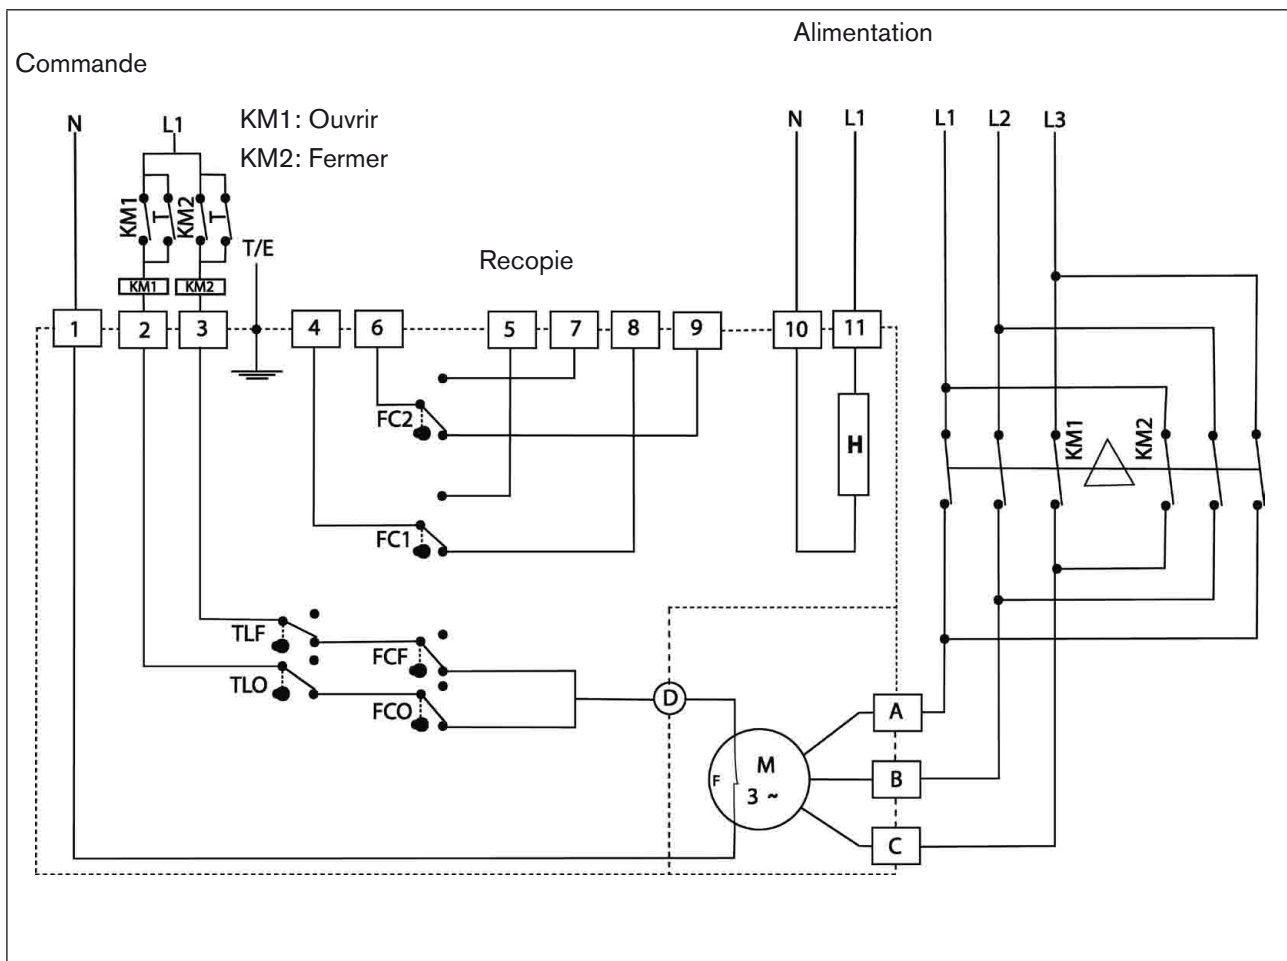 Alimentation
Commande
N L1 KM1: Ouvrir
KM2: Fermer
N L1 L1 L2 L3
KM1 T KM2 T
T/E
Recopie
KM1 KM2
1 2 3 4 6 5 7 8 9 10 11
FC2
H
KM1 KM2
FC1
TLF
FCF
TLO
FCO
D
A
M
F
3 ~
B
C